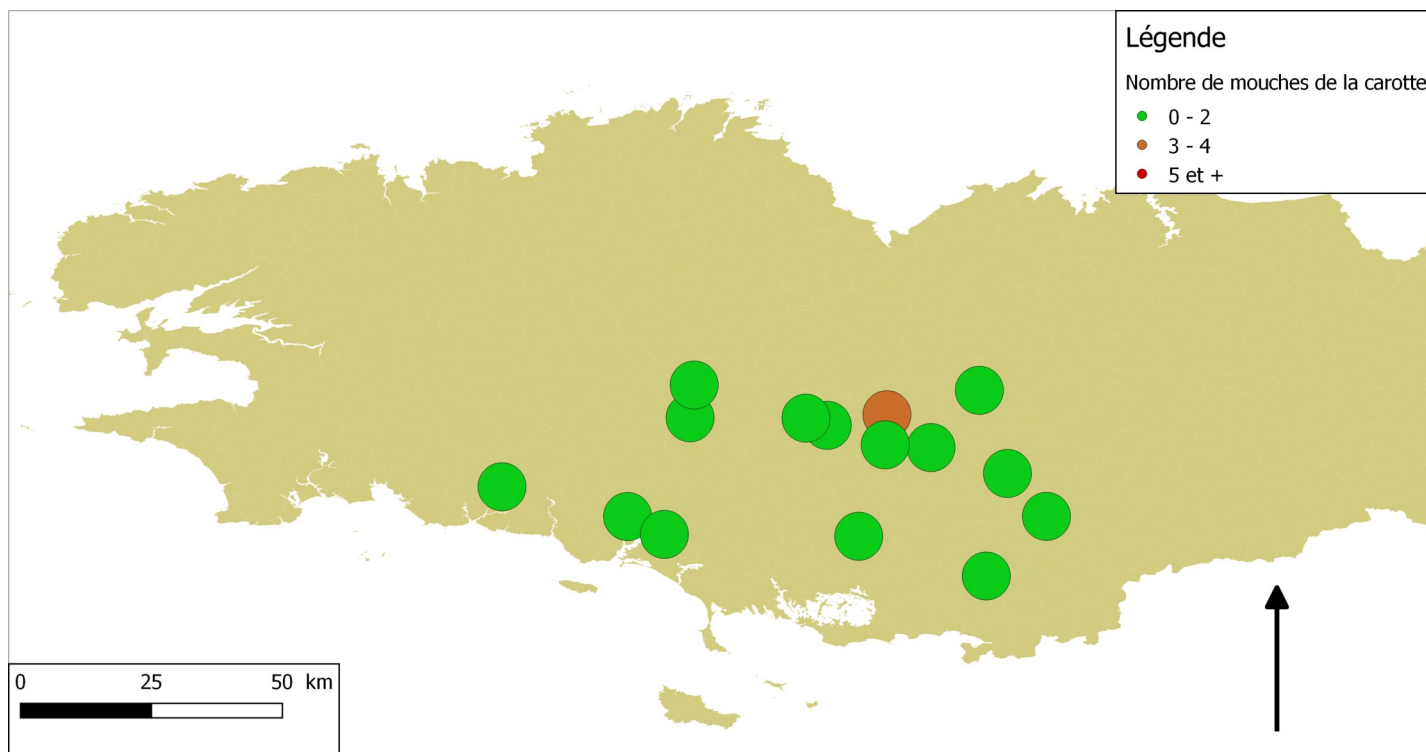 Légende
Nombre de mouches de la carotte
0 - 2
3 - 4
5 et +
0 25 50 km